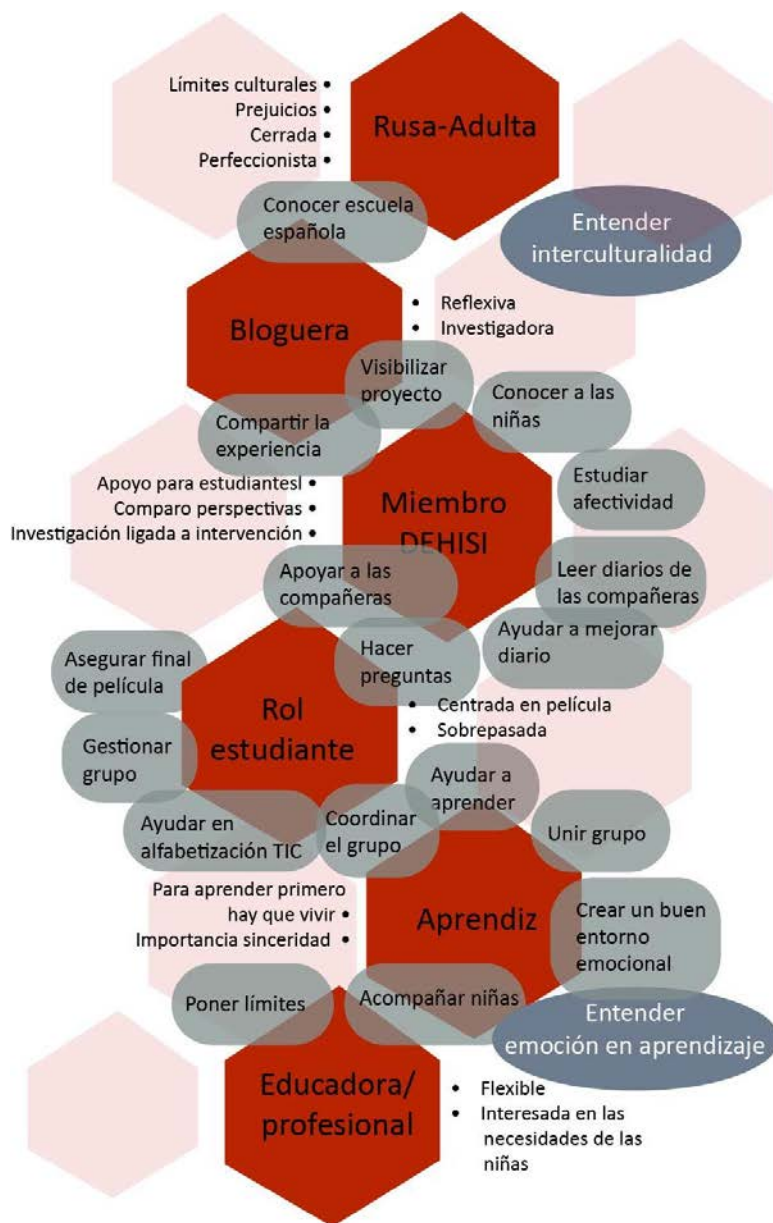 Límites culturales •
Prejuicios •
Cerrada •
Perfeccionista •
Rusa-Adulta
Conocer escuela
española
Entender
interculturalidad
Bloguera
• Reflexiva
• Investigadora
Visibilizar
proyecto
Conocer a las
niñas
Compartir la
experiencia
Apoyo para estudiantesl •
Comparo perspectivas •
Investigación ligada a intervención •
Miembro
DEHISI
Estudiar
afectividad
Apoyar a las
compañeras
Leer diarios de
las compañeras
Hacer
preguntas
Ayudar a mejorar
diario
Asegurar final
de película
Rol
estudiante
• Centrada en película
• Sobrepasada
Gestionar
grupo
Ayudar a
aprender
Ayudar en
alfabetización TIC
Coordinar
el grupo
Unir grupo
Para aprender primero
hay que vivir •
Importancia sinceridad •
Aprendiz
Crear un buen
entorno
emocional
Poner límites
Acompañar niñas
Entender
emoción en aprendizaje
Educadora/
profesional
• Flexible
• Interesada en las
necesidades de las
niñas